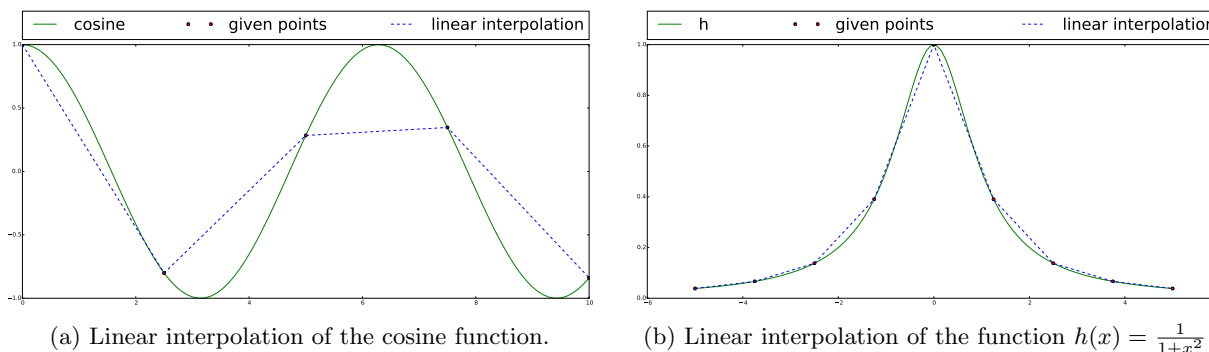 cosine given points linear interpolation
1.0
0.5
0.0
−0.5
−1.0
0 2 4 6 8 10
(a) Linear interpolation of the cosine function.
h given points linear interpolation
1.0
0.8
0.6
0.4
0.2
0.0
−6 −4 −2 0 2 4
(b) Linear interpolation of the function h(x) = 1/(1+x²)